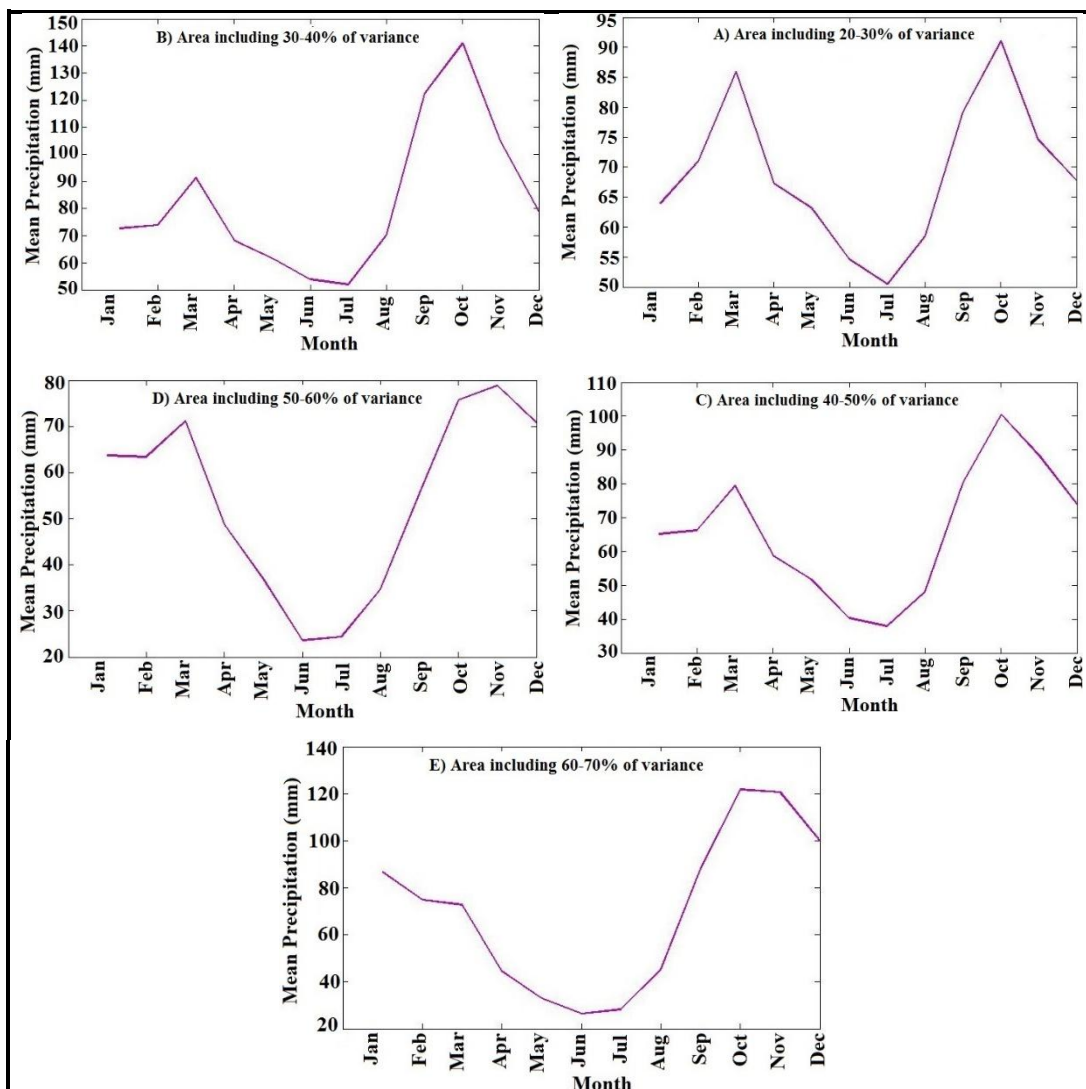 B) Area including 30-40% of variance
Mean Precipitation (mm)
150
140
130
120
110
100
90
80
70
60
50
Jan Feb Mar Apr May Jun Jul Aug Sep Oct Nov Dec
Month
A) Area including 20-30% of variance
Mean Precipitation (mm)
95
90
85
80
75
70
65
60
55
50
Jan Feb Mar Apr May Jun Jul Aug Sep Oct Nov Dec
Month
D) Area including 50-60% of variance
Mean Precipitation (mm)
80
70
60
50
40
30
20
Jan Feb Mar Apr May Jun Jul Aug Sep Oct Nov Dec
Month
C) Area including 40-50% of variance
Mean Precipitation (mm)
110
100
90
80
70
60
50
40
30
Jan Feb Mar Apr May Jun Jul Aug Sep Oct Nov Dec
Month
E) Area including 60-70% of variance
Mean Precipitation (mm)
140
120
100
80
60
40
20
Jan Feb Mar Apr May Jun Jul Aug Sep Oct Nov Dec
Month